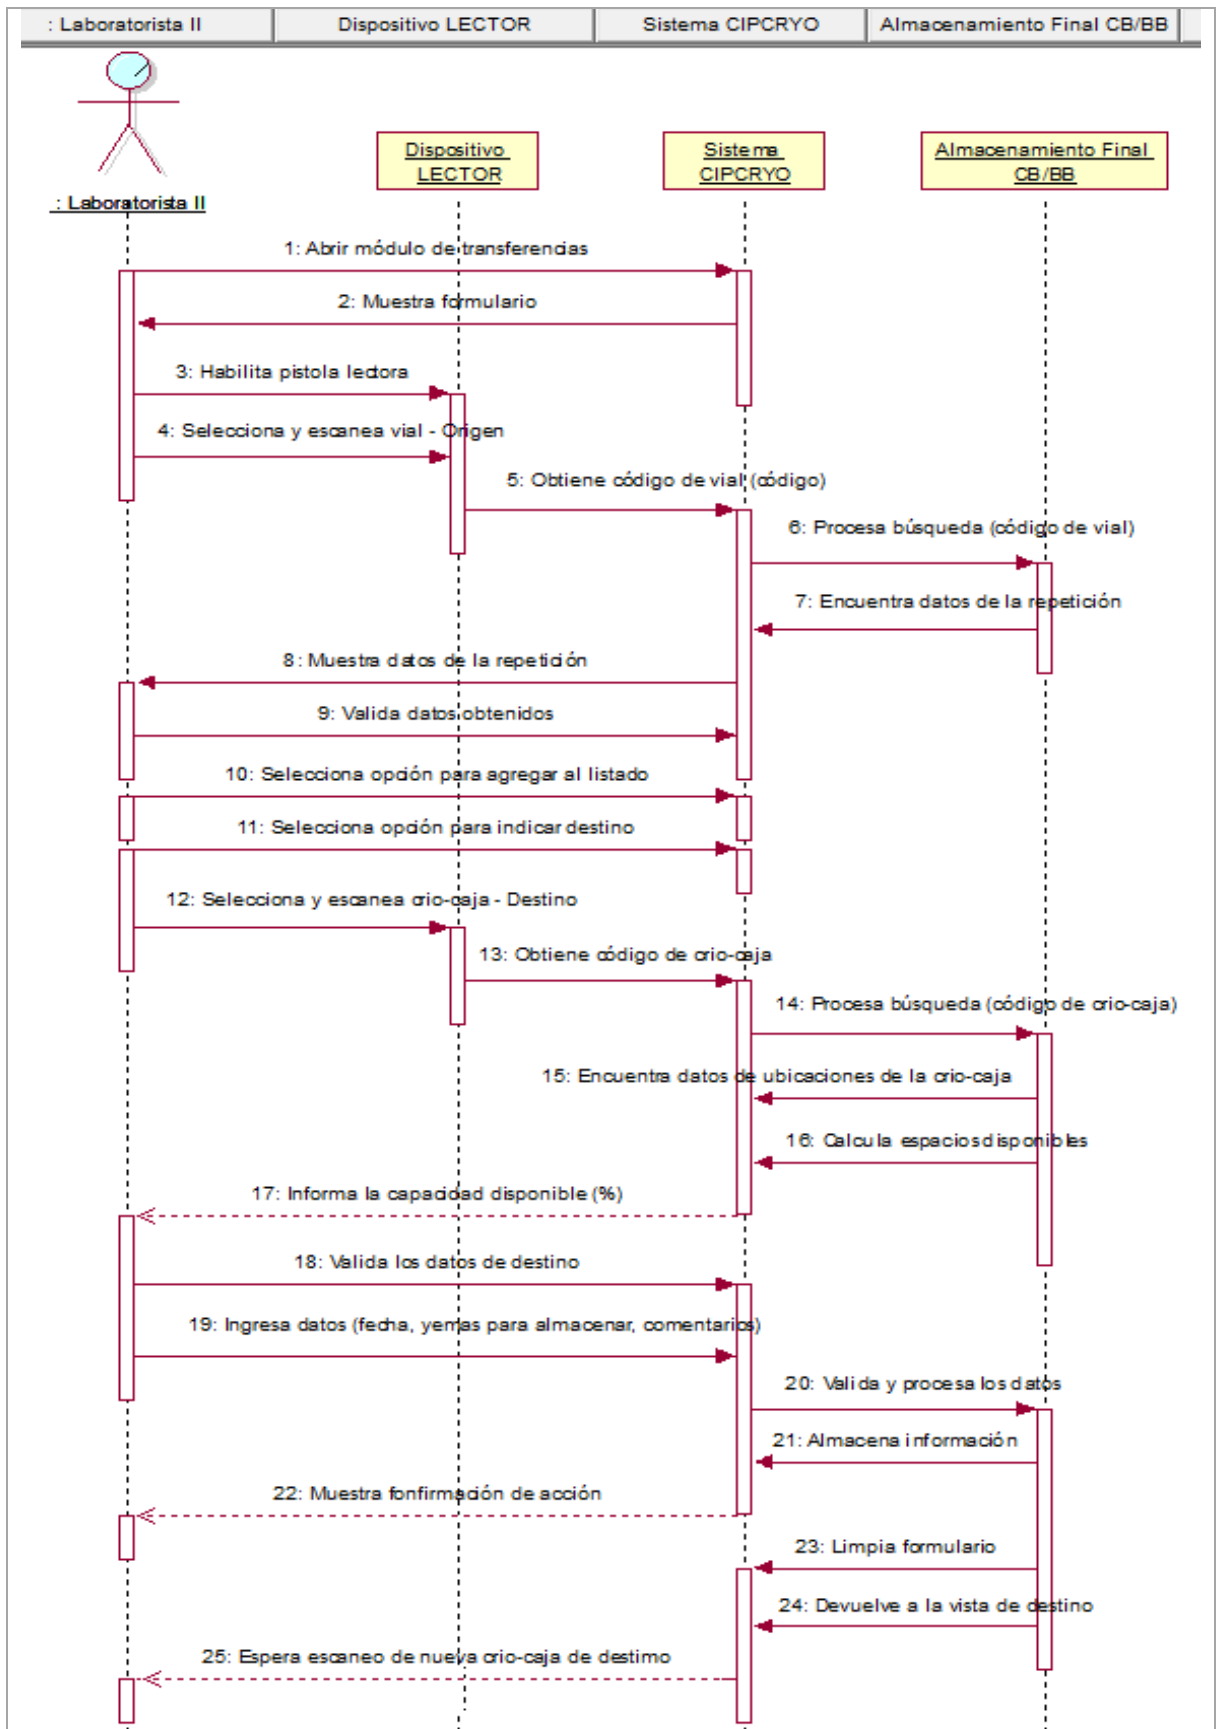 : Laboratorista II
Dispositivo LECTOR
Sistema CIPCRYO
Almacenamiento Final CB/BB
Dispositivo
LECTOR
Sistema
CIPCRYO
Almacenamiento Final
CB/BB
: Laboratorista II
1: Abrir módulo de transferencias
2: Muestra formulario
3: Habilita pistola lectora
4: Selecciona y escanea vial - Origen
5: Obtiene código de vial (código)
6: Procesa búsqueda (código de vial)
7: Encuentra datos de la repetición
8: Muestra datos de la repetición
9: Valida datos obtenidos
10: Selecciona opción para agregar al listado
11: Selecciona opción para indicar destino
12: Selecciona y escanea crio-caja - Destino
13: Obtiene código de crio-caja
14: Procesa búsqueda (código de crio-caja)
15: Encuentra datos de ubicaciones de la crio-caja
16: Calcula espacios disponibles
17: Informa la capacidad disponible (%)
18: Valida los datos de destino
19: Ingresa datos (fecha, yemas para almacenar, comentarios)
20: Valida y procesa los datos
21: Almacena información
22: Muestra fonfirmación de acción
23: Limpia formulario
24: Devuelve a la vista de destino
25: Espera escaneo de nueva crio-caja de destimo